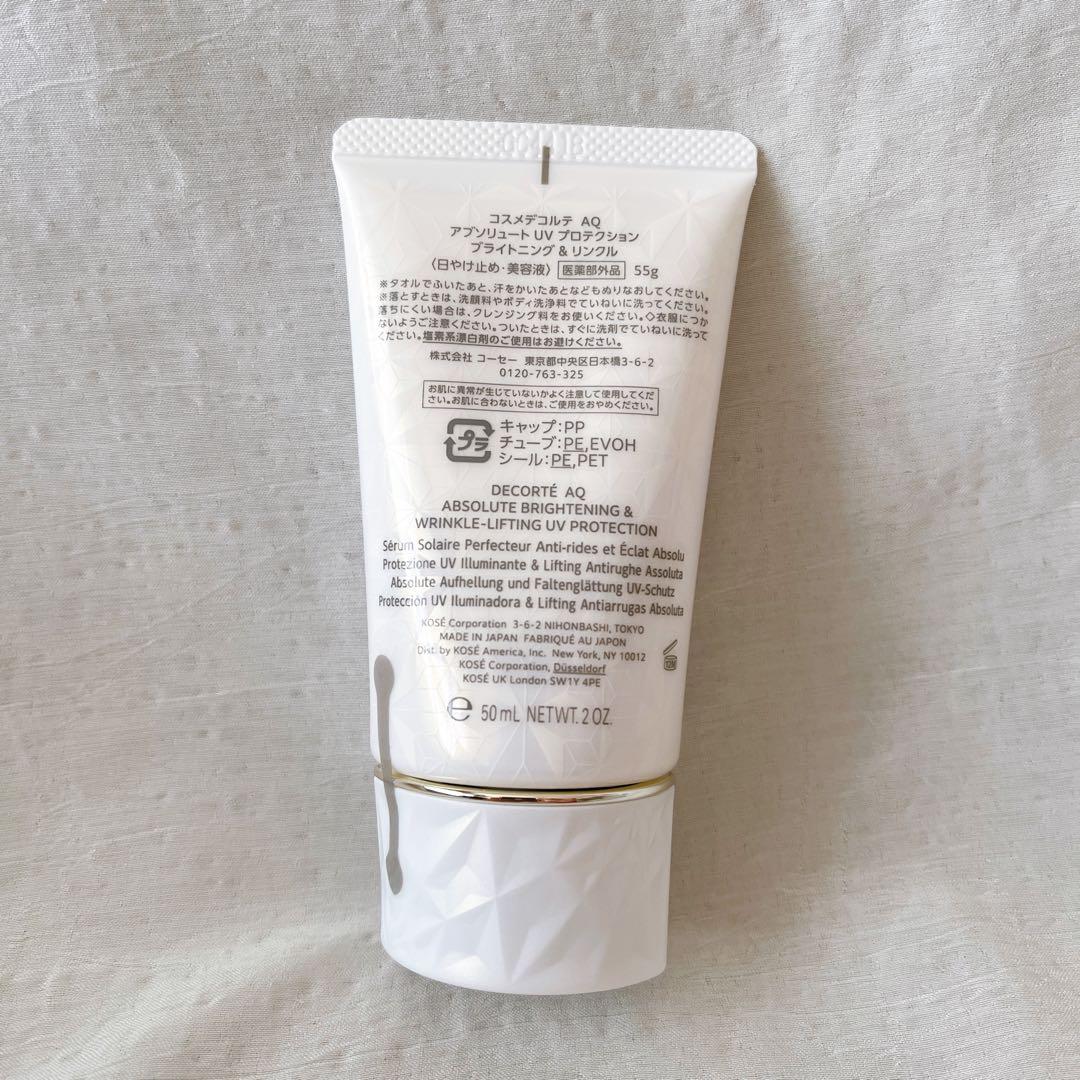 コスメデコルテ AQ
アブソリュート UV プロテクション
ブライトニング & リンクル
〈日やけ止め・美容液〉 医薬部外品 55g
※タオルでふいたあと、汗をかいたあとなどもぬりなおしてください。
※落とすときは、洗顔料やボディ洗浄料でていねいに洗ってください。
落ちにくい場合は、クレンジング料をお使いください。◇衣服につか
ないようご注意ください。ついたときは、すぐに洗剤でていねいに洗って
ください。塩素系漂白剤のご使用はお避けください。
株式会社 コーセー 東京都中央区日本橋3-6-2
0120-763-325
お肌に異常が生じていないかよく注意して使用してくだ
さい。お肌に合わないときは、ご使用をおやめください。
プラ
キャップ:PP
チューブ:PE,EVOH
シール:PE,PET
DECORTÉ AQ
ABSOLUTE BRIGHTENING &
WRINKLE-LIFTING UV PROTECTION
Sérum Solaire Perfecteur Anti-rides et Éclat Absolu
Protezione UV Illuminante & Lifting Antirughe Assoluta
Absolute Aufhellung und Faltenglättung UV-Schutz
Protección UV Iluminadora & Lifting Antiarrugas Absoluta
KOSÉ Corporation 3-6-2 NIHONBASHI, TOKYO
MADE IN JAPAN FABRIQUÉ AU JAPON
Dist. by KOSÉ America, Inc. New York, NY 10012
KOSÉ Corporation, Düsseldorf
KOSÉ UK London SW1Y 4PE
12M
℮ 50 mL NETWT. 2 OZ.